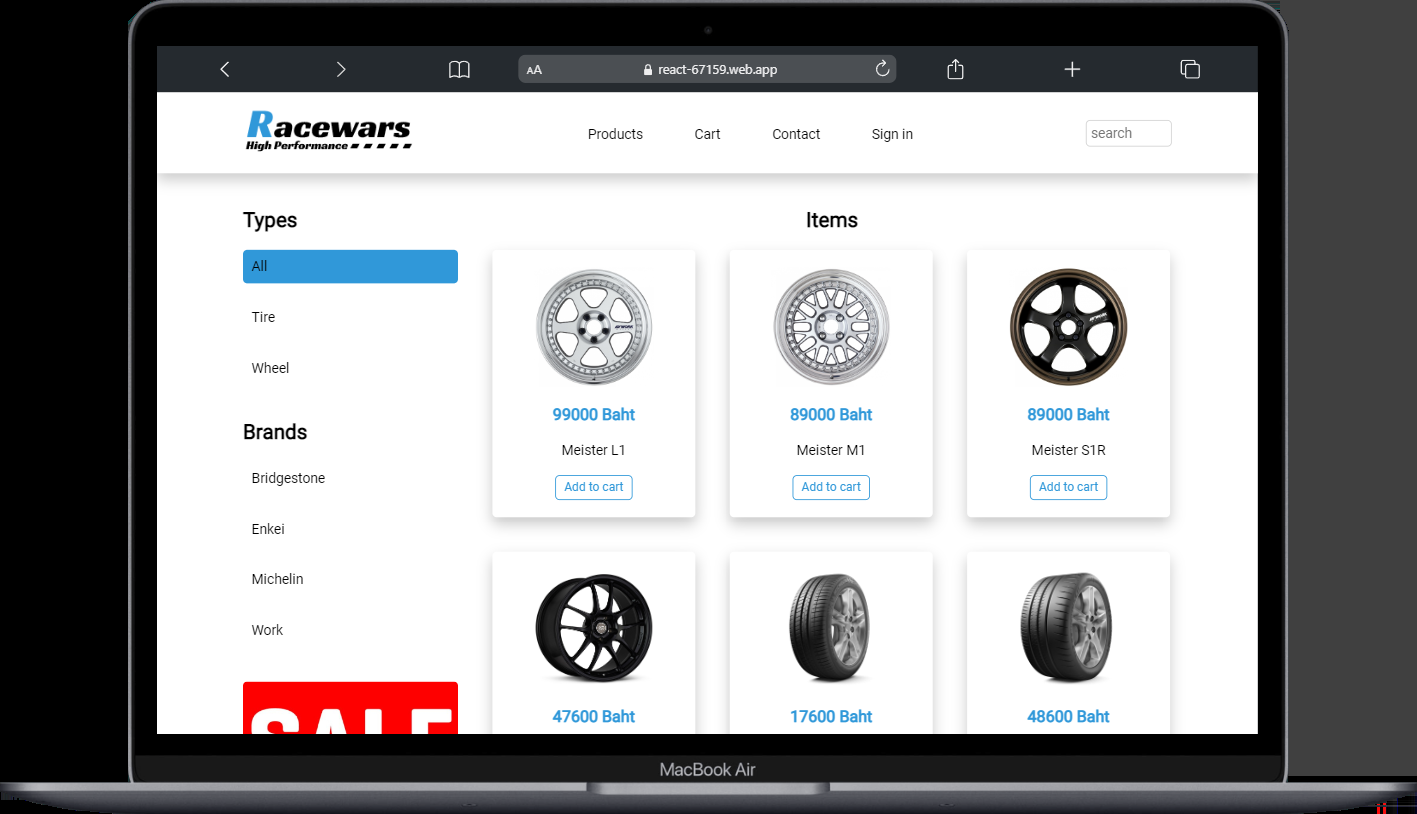 AA react-67159.web.app
Racewars
High Performance
Products Cart Contact Sign in search
Types
All
Tire
Wheel
Brands
Bridgestone
Enkei
Michelin
Work
SALE
Items
99000 Baht
Meister L1
Add to cart
89000 Baht
Meister M1
Add to cart
89000 Baht
Meister S1R
Add to cart
47600 Baht
17600 Baht
48600 Baht
MacBook Air